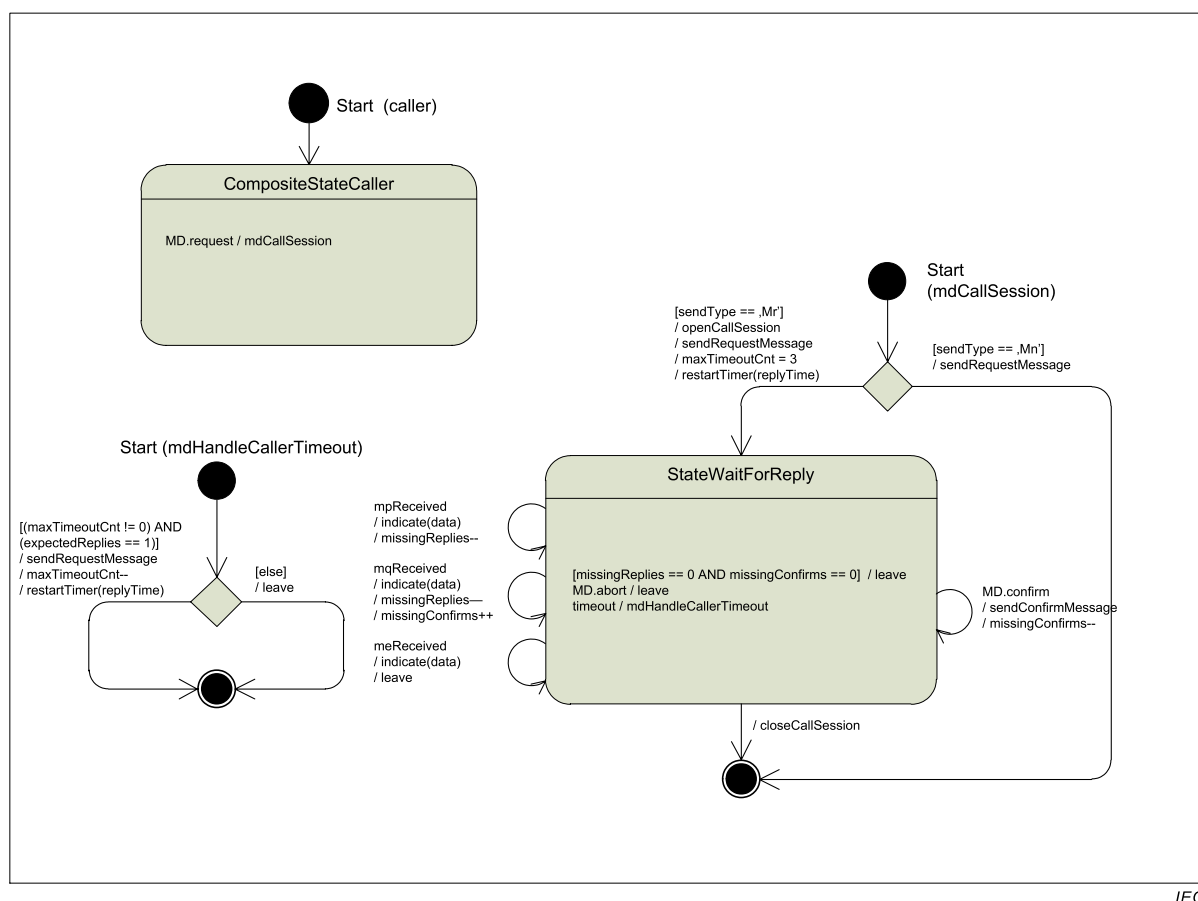 Start (caller)
CompositeStateCaller
MD.request / mdCallSession
Start
(mdCallSession)
[sendType == ‚Mr’]
/ openCallSession
/ sendRequestMessage
/ maxTimeoutCnt = 3
/ restartTimer(replyTime)
[sendType == ‚Mn’]
/ sendRequestMessage
Start (mdHandleCallerTimeout)
[(maxTimeoutCnt != 0) AND
(expectedReplies == 1)]
/ sendRequestMessage
/ maxTimeoutCnt--
/ restartTimer(replyTime)
[else]
/ leave
StateWaitForReply
mpReceived
/ indicate(data)
/ missingReplies--
mqReceived
/ indicate(data)
/ missingReplies—
/ missingConfirms++
meReceived
/ indicate(data)
/ leave
[missingReplies == 0 AND missingConfirms == 0] / leave
MD.abort / leave
timeout / mdHandleCallerTimeout
MD.confirm
/ sendConfirmMessage
/ missingConfirms--
/ closeCallSession